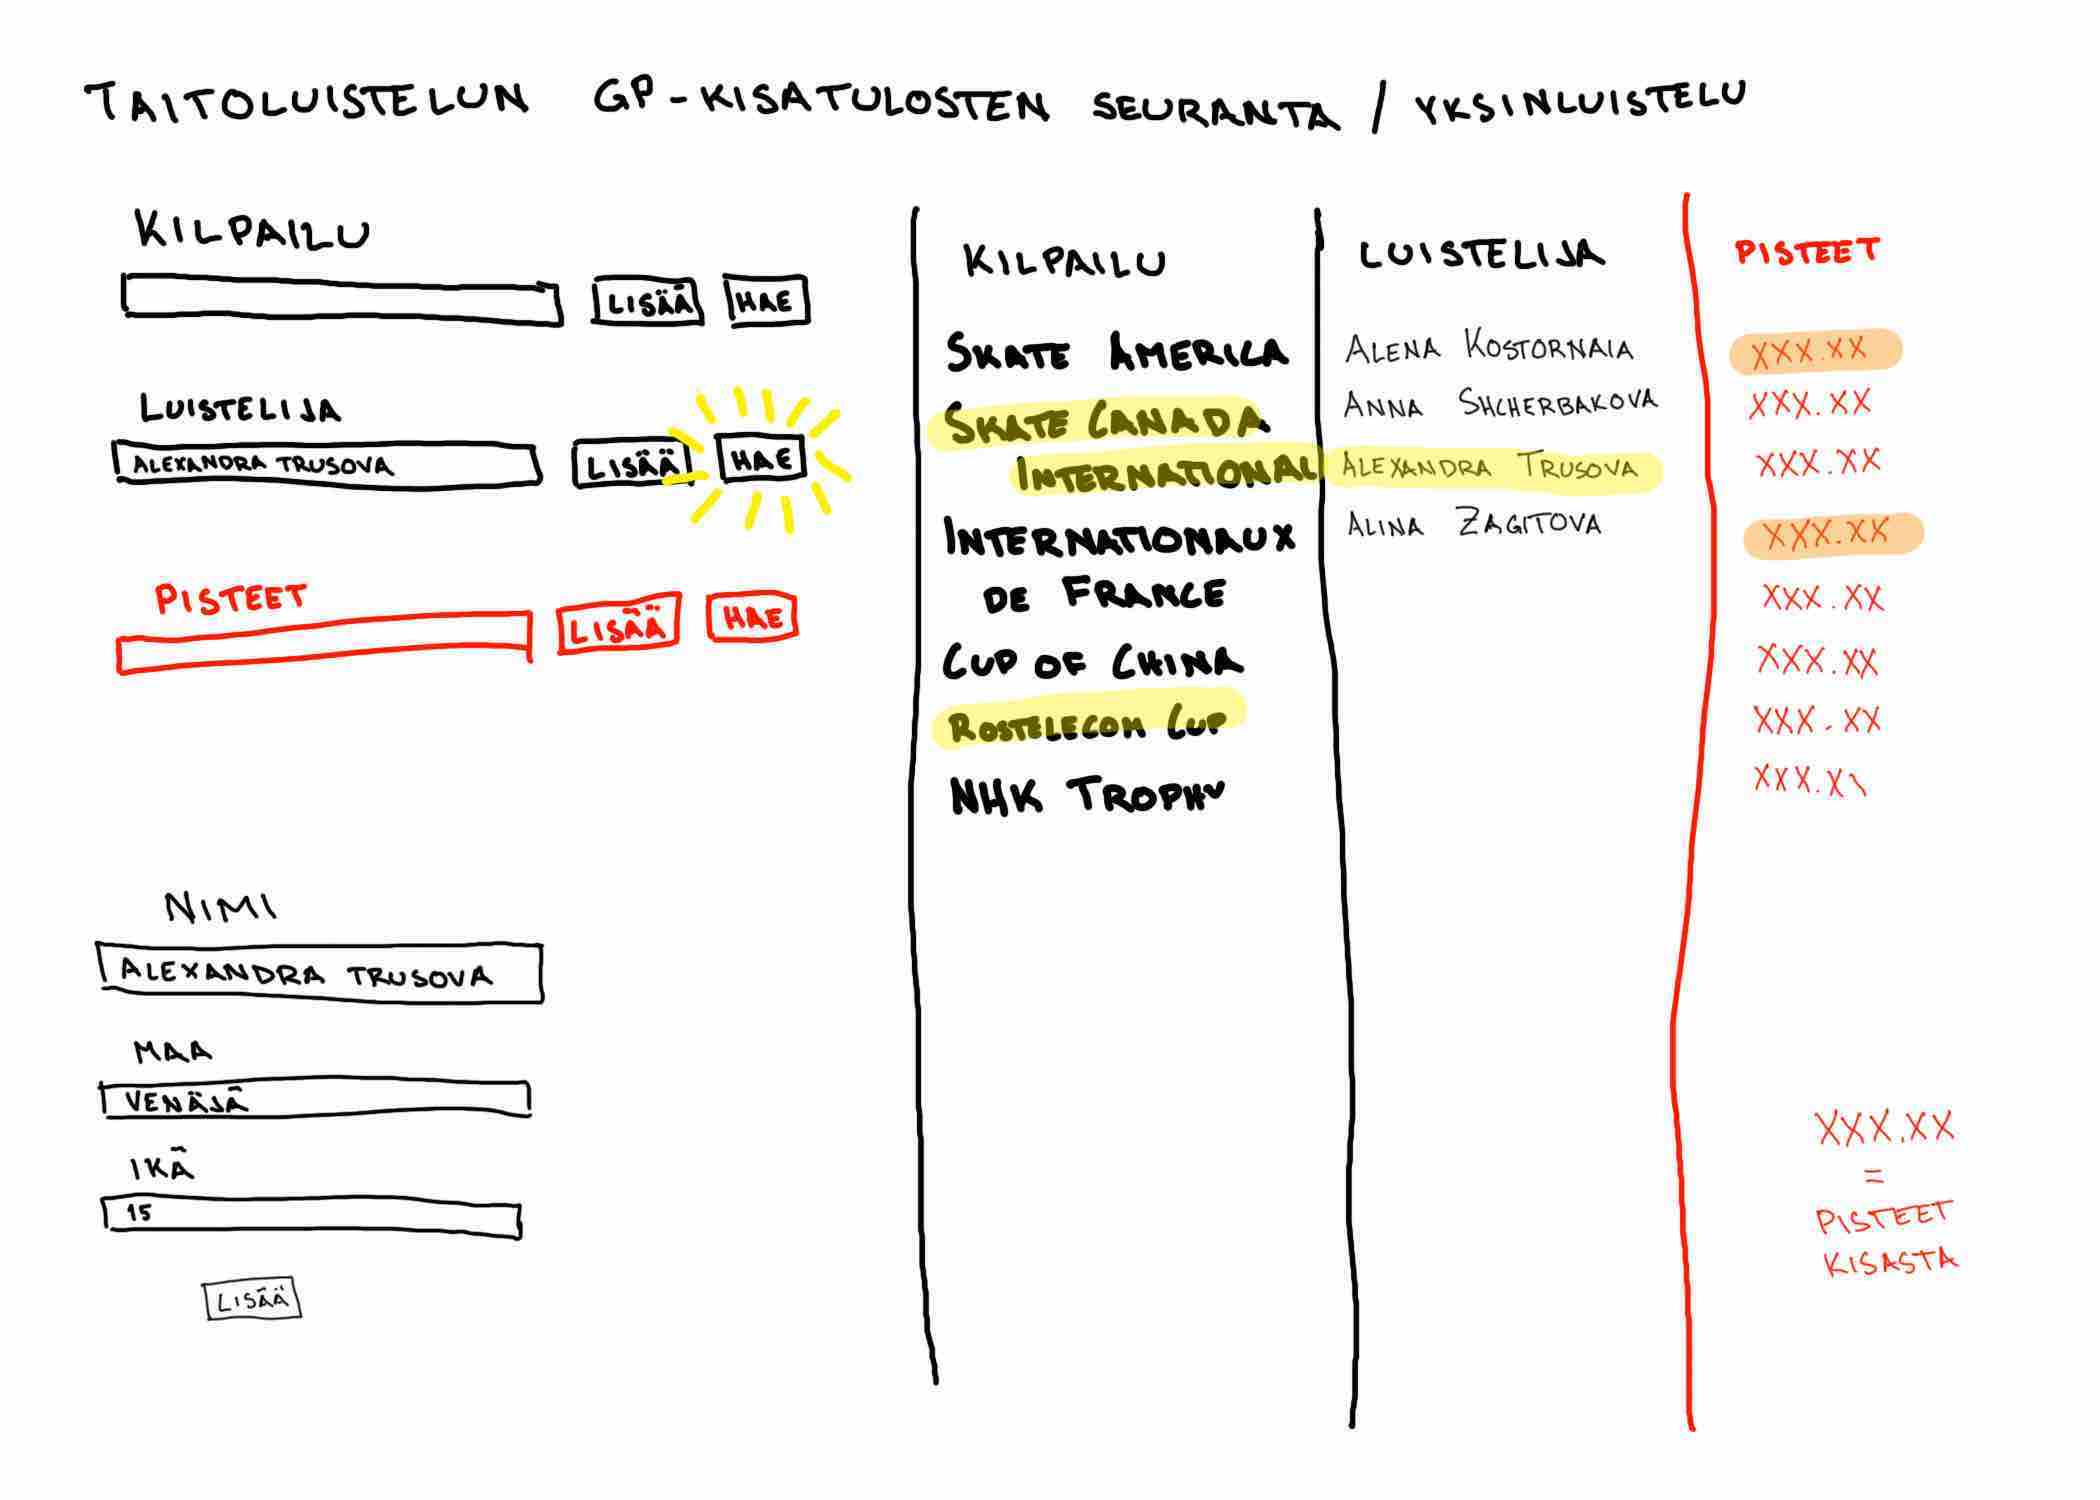 TAITOLUISTELUN GP-KISATULOSTEN SEURANTA / YKSINLUISTELU
KILPAILU
LISÄÄ
HAE
LUISTELIJA
ALEXANDRA TRUSOVA
LISÄÄ
HAE
PISTEET
LISÄÄ
HAE
NIMI
ALEXANDRA TRUSOVA
MAA
VENÄJÄ
IKÄ
15
LISÄÄ
KILPAILU
SKATE AMERICA
SKATE CANADA
INTERNATIONAL
INTERNATIONAUX
DE FRANCE
CUP OF CHINA
ROSTELECOM CUP
NHK TROPHY
LUISTELIJA
ALENA KOSTORNAIA
ANNA SHCHERBAKOVA
ALEXANDRA TRUSOVA
ALINA ZAGITOVA
PISTEET
XXX.XX
XXX.XX
XXX.XX
XXX.XX
XXX.XX
XXX.XX
XXX.XX
XXX.XX
XXX.XX
=
PISTEET
KISASTA